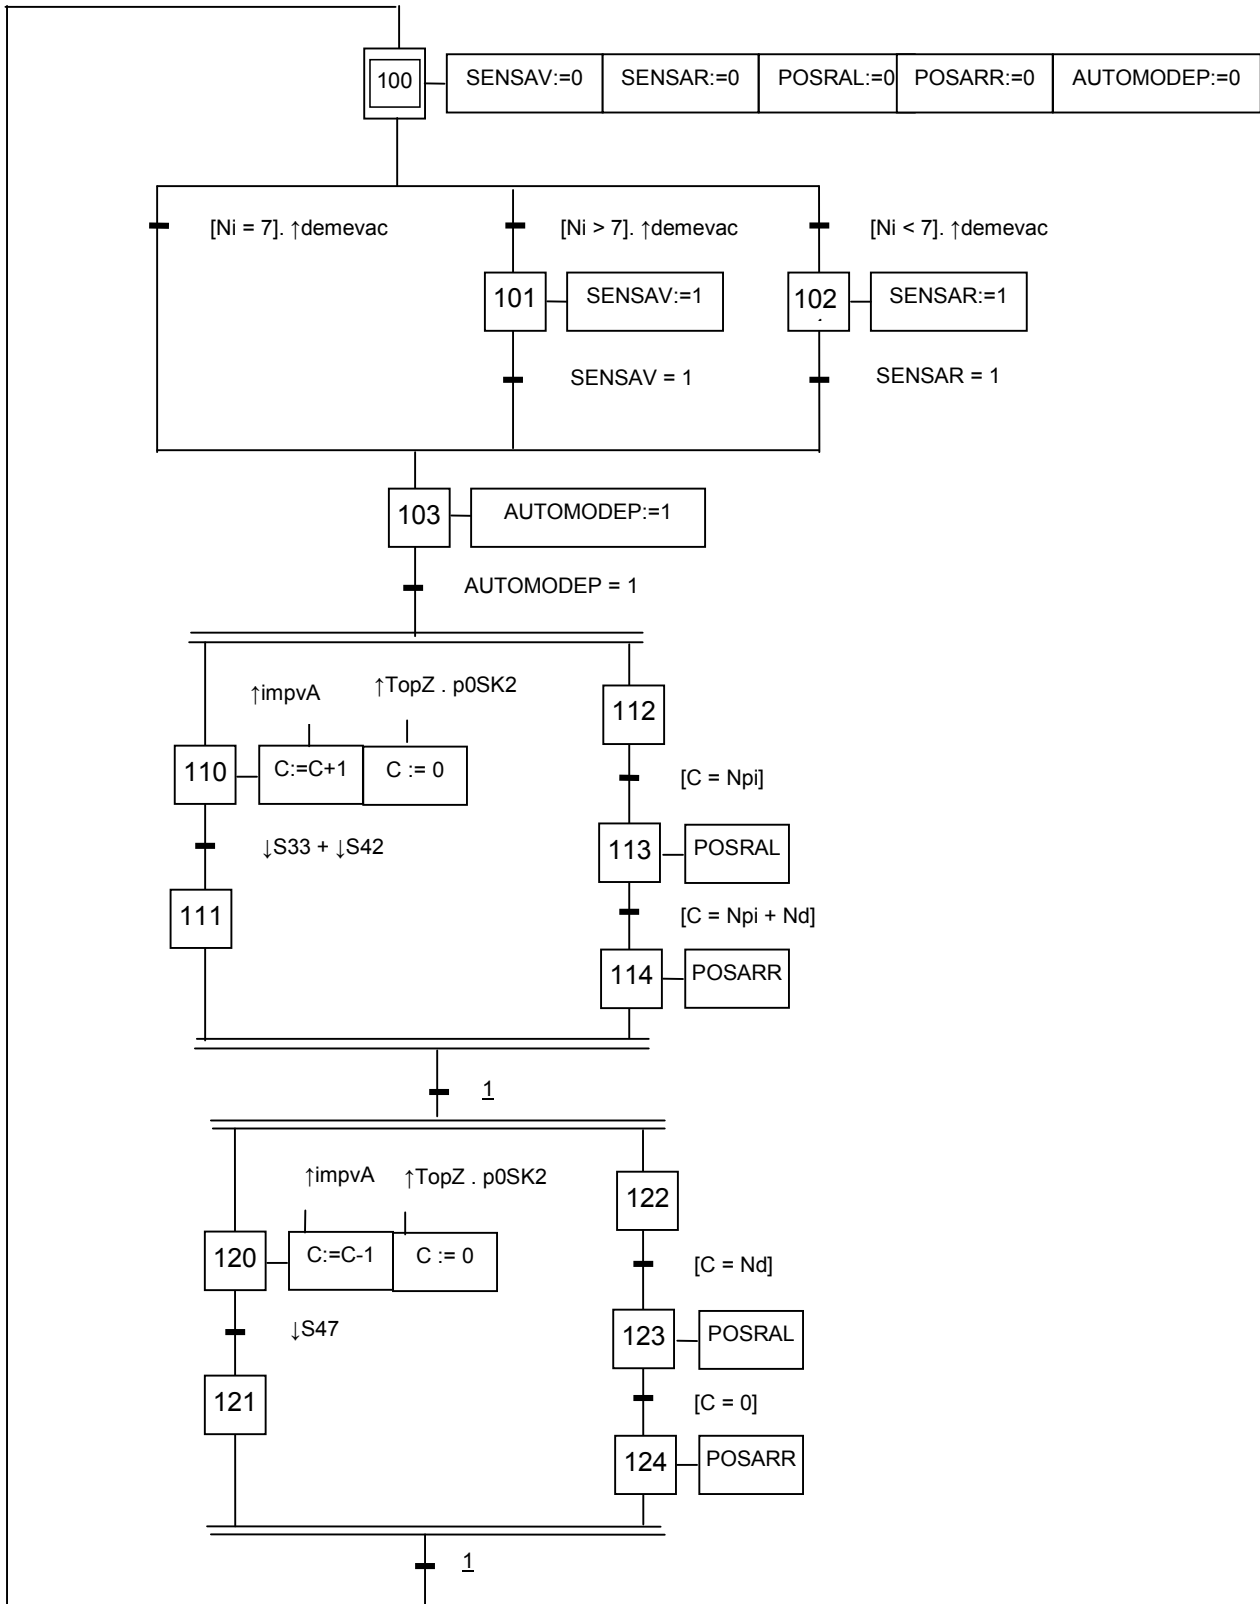 100 SENSAV:=0 SENSAR:=0 POSRAL:=0 POSARR:=0 AUTOMODEP:=0
[Ni = 7]. ↑demevac [Ni > 7]. ↑demevac [Ni < 7]. ↑demevac
101 SENSAV:=1 102 SENSAR:=1
SENSAV = 1 SENSAR = 1
103 AUTOMODEP:=1
AUTOMODEP = 1
↑impvA ↑TopZ . p0SK2 112
110 C:=C+1 C := 0 [C = Npi]
↓S33 + ↓S42 113 POSRAL
111 [C = Npi + Nd]
114 POSARR
1
↑impvA ↑TopZ . p0SK2 122
120 C:=C-1 C := 0 [C = Nd]
↓S47 123 POSRAL
121 [C = 0]
124 POSARR
1